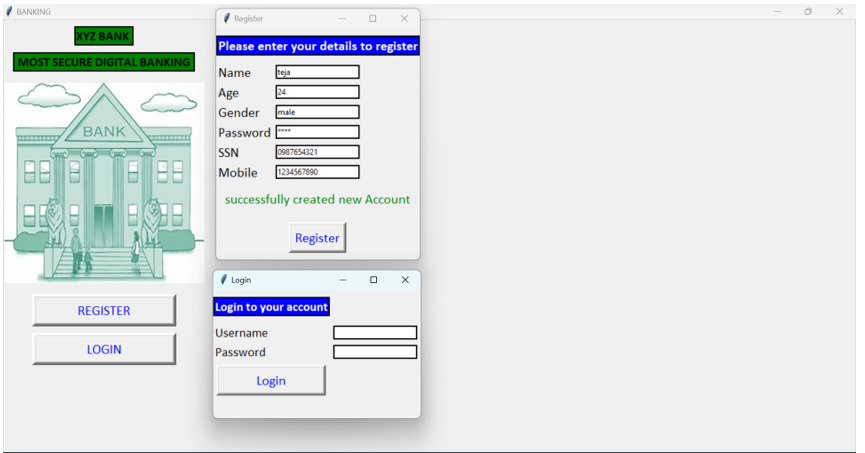 BANKING
XYZ BANK
MOST SECURE DIGITAL BANKING
BANK
REGISTER
LOGIN
Register
Please enter your details to register
Name teja
Age 24
Gender male
Password ****
SSN 0987654321
Mobile 1234567890
successfully created new Account
Register
Login
Login to your account
Username
Password
Login